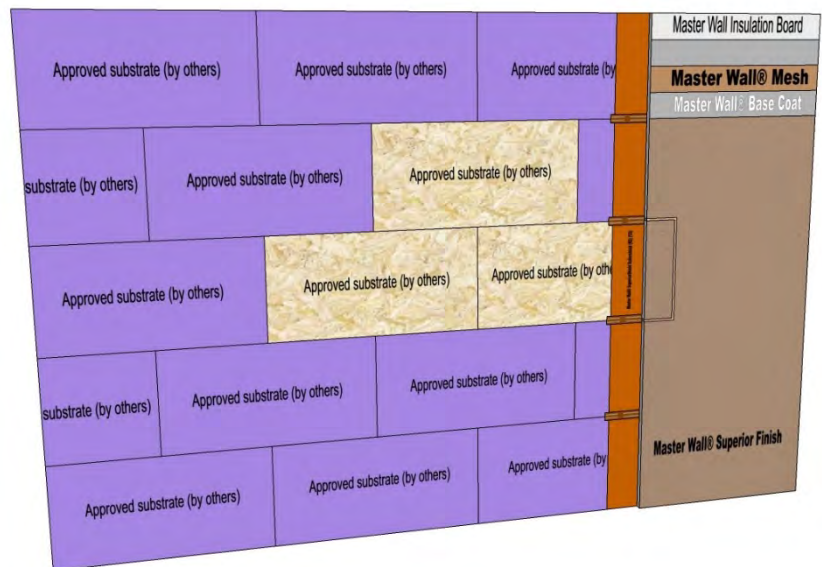 Master Wall Insulation Board
Approved substrate (by others)
Approved substrate (by others)
Approved substrate (by
Master Wall® Mesh
Master Wall® Base Coat
substrate (by others)
Approved substrate (by others)
Approved substrate (by others)
Approved substrate (by others)
Approved substrate (by others)
Approved substrate (by othe
substrate (by others)
Approved substrate (by others)
Approved substrate (by others)
Master Wall® Superior Finish
Approved substrate (by others)
Approved substrate (by others)
Approved substrate (by